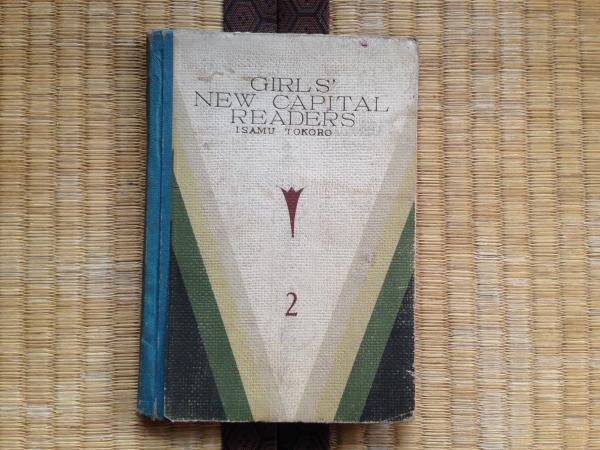 GIRLS'
NEW CAPITAL
READERS
ISAMU TOKORO
2